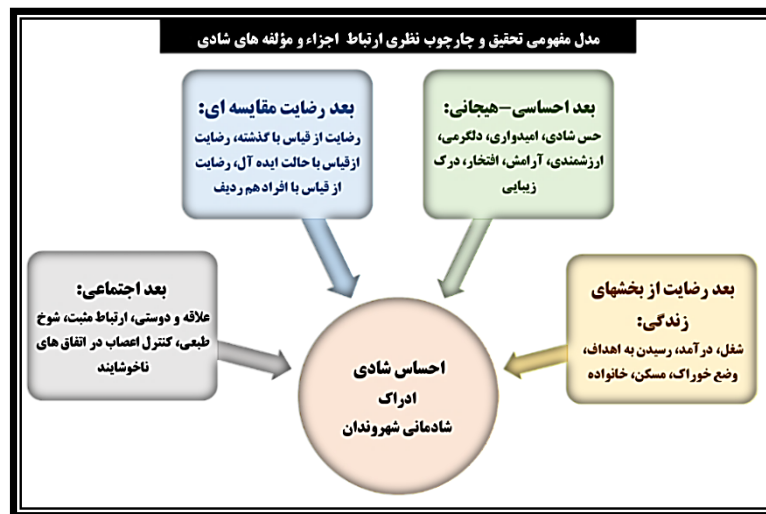 مدل مفهومی تحقیق و چارچوب نظری ارتباط اجزاء و مؤلفه های شادی
بعد احساسی-هیجانی:
حس شادی، امیدواری، دلگرمی،
ارزشمندی، آرامش، افتخار، درک
زیبایی
بعد رضایت مقایسه ای:
رضایت از قیاس با گذشته، رضایت
ازقیاس با حالت ایده آل، رضایت
از قیاس با افراد هم ردیف
بعد رضایت از بخشهای
زندگی:
شغل، درآمد، رسیدن به اهداف،
وضع خوراک، مسکن، خانواده
بعد اجتماعی:
علاقه و دوستی، ارتباط مثبت، شوخ
طبعی، کنترل اعصاب در اتفاق های
ناخوشایند
احساس شادی
ادراک
شادمانی شهروندان